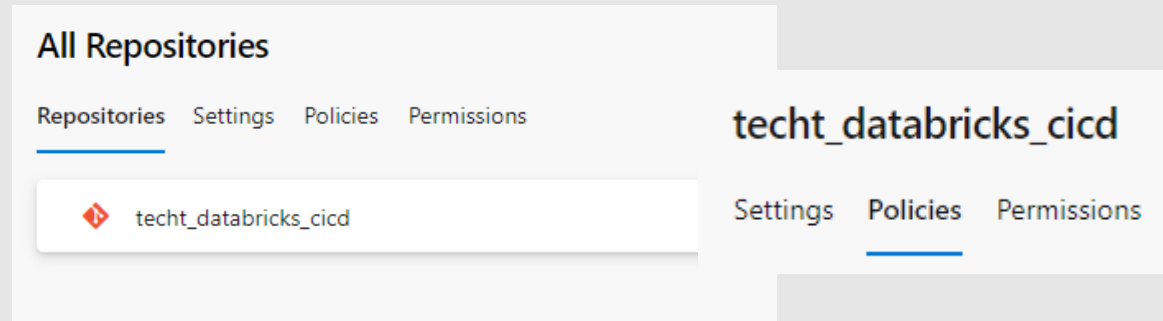 All Repositories
Repositories Settings Policies Permissions
techt_databricks_cicd
techt_databricks_cicd
Settings Policies Permissions